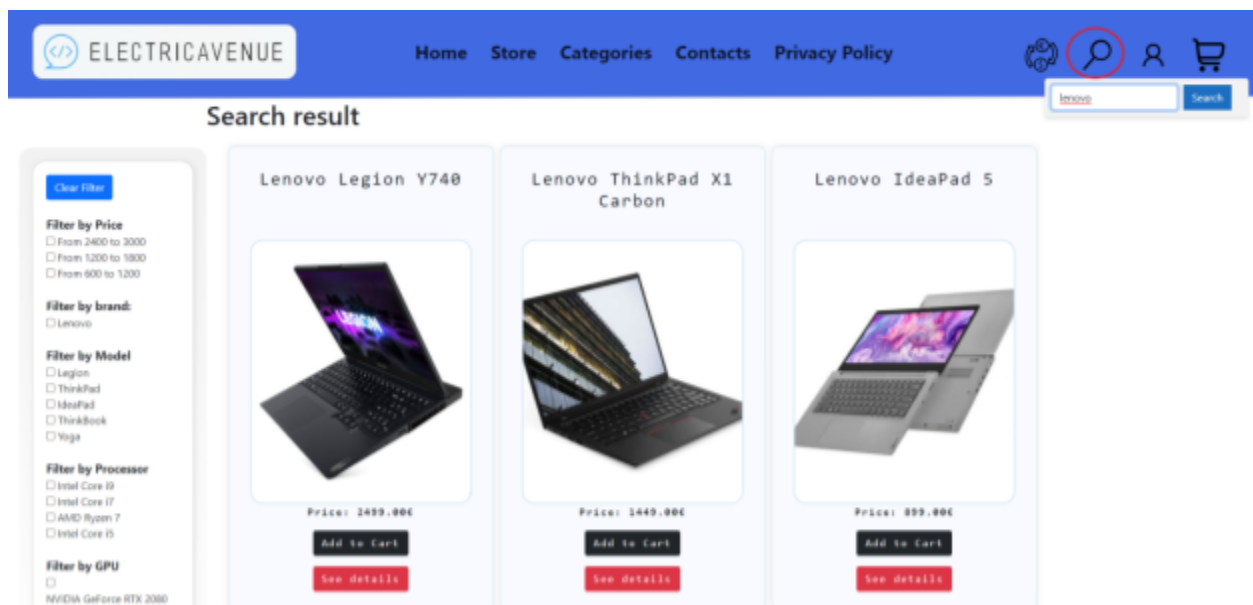 </> ELECTRICAVENUE
Home Store Categories Contacts Privacy Policy
lenovo Search
Search result
Clear Filter
Filter by Price
From 2400 to 3000
From 1200 to 1800
From 600 to 1200
Filter by brand:
Lenovo
Filter by Model
Legion
ThinkPad
IdeaPad
ThinkBook
Yoga
Filter by Processor
Intel Core i9
Intel Core i7
AMD Ryzen 7
Intel Core i5
Filter by GPU
NVIDIA GeForce RTX 2080
Lenovo Legion Y740
LEGION
Price: 2499.00€
Add to Cart
See details
Lenovo ThinkPad X1
Carbon
Price: 1449.00€
Add to Cart
See details
Lenovo IdeaPad 5
Price: 899.00€
Add to Cart
See details